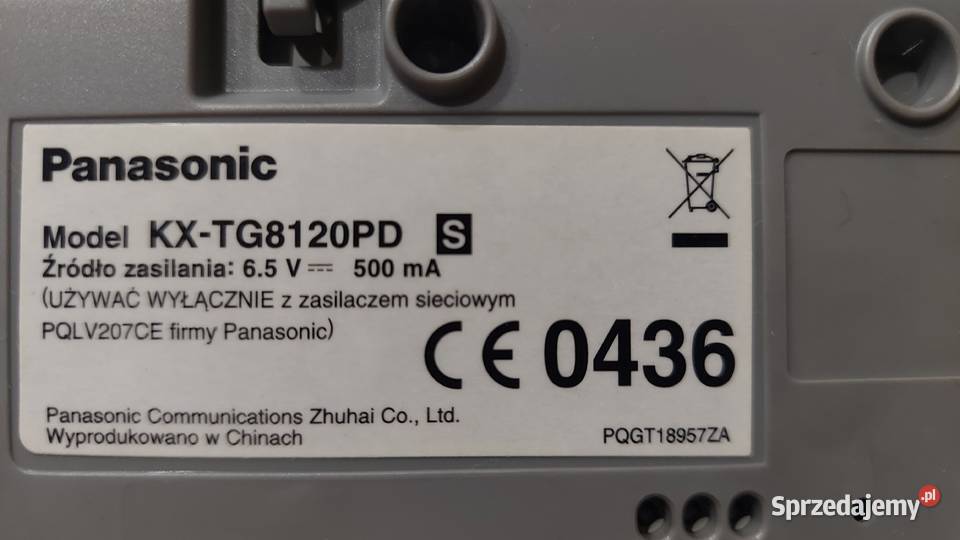 Panasonic
Model KX-TG8120PD S
Źródło zasilania: 6.5 V ⎓ 500 mA
(UŻYWAĆ WYŁĄCZNIE z zasilaczem sieciowym
PQLV207CE firmy Panasonic)
CE 0436
Panasonic Communications Zhuhai Co., Ltd.
Wyprodukowano w Chinach
PQGT18957ZA
Sprzedajemy.pl